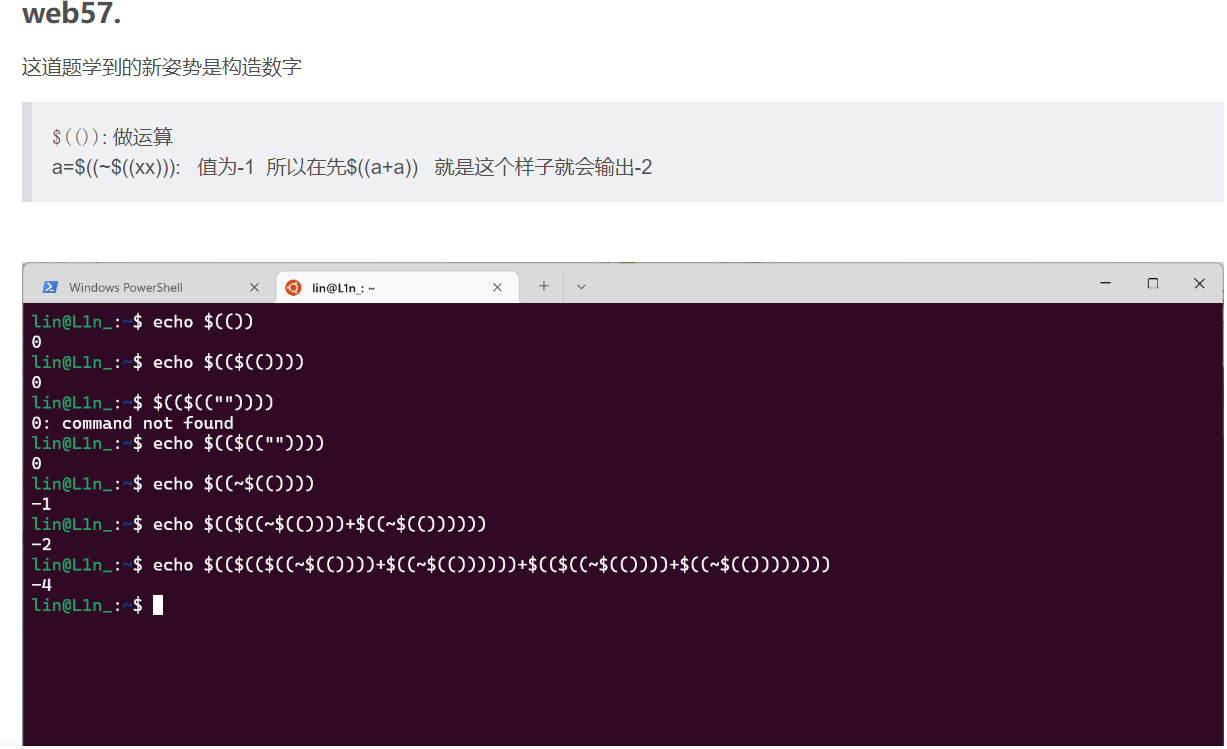 web57.
这道题学到的新姿势是构造数字
$(()): 做运算
a=$((~$((xx))): 值为-1 所以在先$((a+a)) 就是这个样子就会输出-2
Windows PowerShell
lin@L1n_: ~
lin@L1n_:~$ echo $(())
0
lin@L1n_:~$ echo $(($(())))
0
lin@L1n_:~$ $(($((""))))
0: command not found
lin@L1n_:~$ echo $(($((""))))
0
lin@L1n_:~$ echo $((~$(())))
-1
lin@L1n_:~$ echo $(($((~$(())))+$((~$(())))))
-2
lin@L1n_:~$ echo $(($(($((~$(())))+$((~$(())))))+$(($((~$(())))+$((~$(())))))))
-4
lin@L1n_:~$